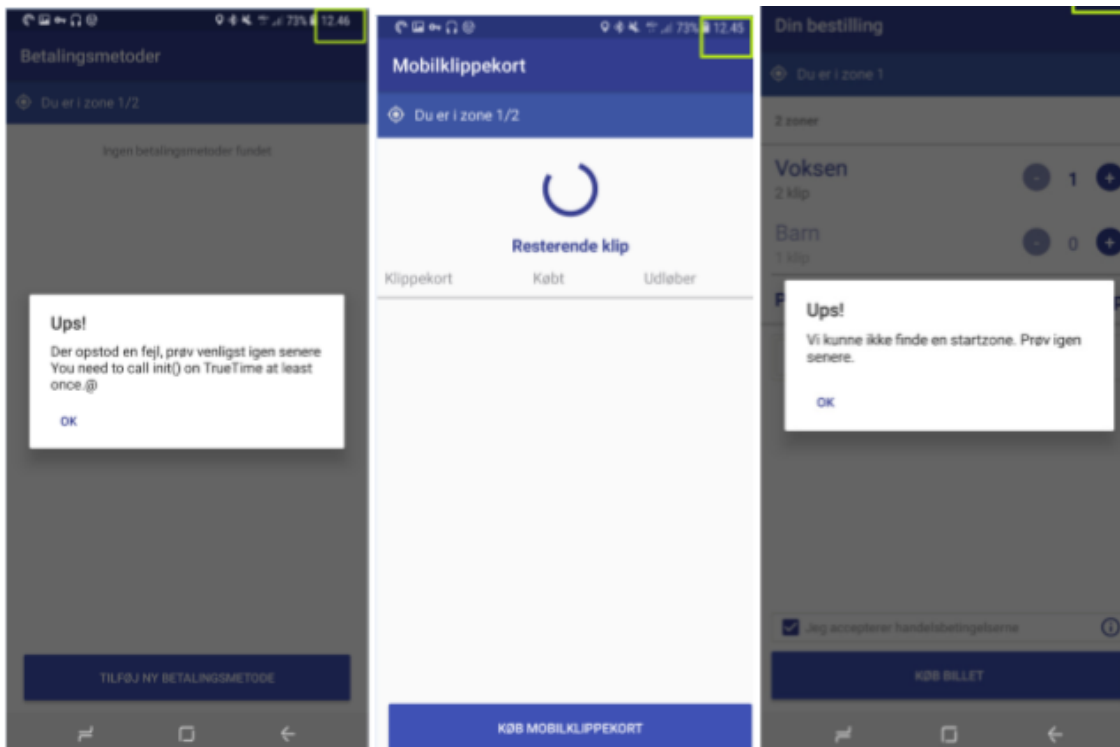 73% 12.46
Betalingsmetoder
Du er i zone 1/2
Ingen betalingsmetoder fundet
Ups!
Der opstod en fejl, prøv venligst igen senere
You need to call init() on TrueTime at least
once.@
OK
TILFØJ NY BETALINGSMETODE
73% 12.45
Mobilklippekort
Du er i zone 1/2
Resterende klip
Klippekort Købt Udløber
KØB MOBILKLIPPEKORT
Din bestilling
Du er i zone 1
2 zoner
Voksen
2 klip
- 1 +
Barn
1 klip
- 0 +
P
Ups!
Vi kunne ikke finde en startzone. Prøv igen
senere.
OK
Jeg accepterer handelsbetingelserne
KØB BILLET